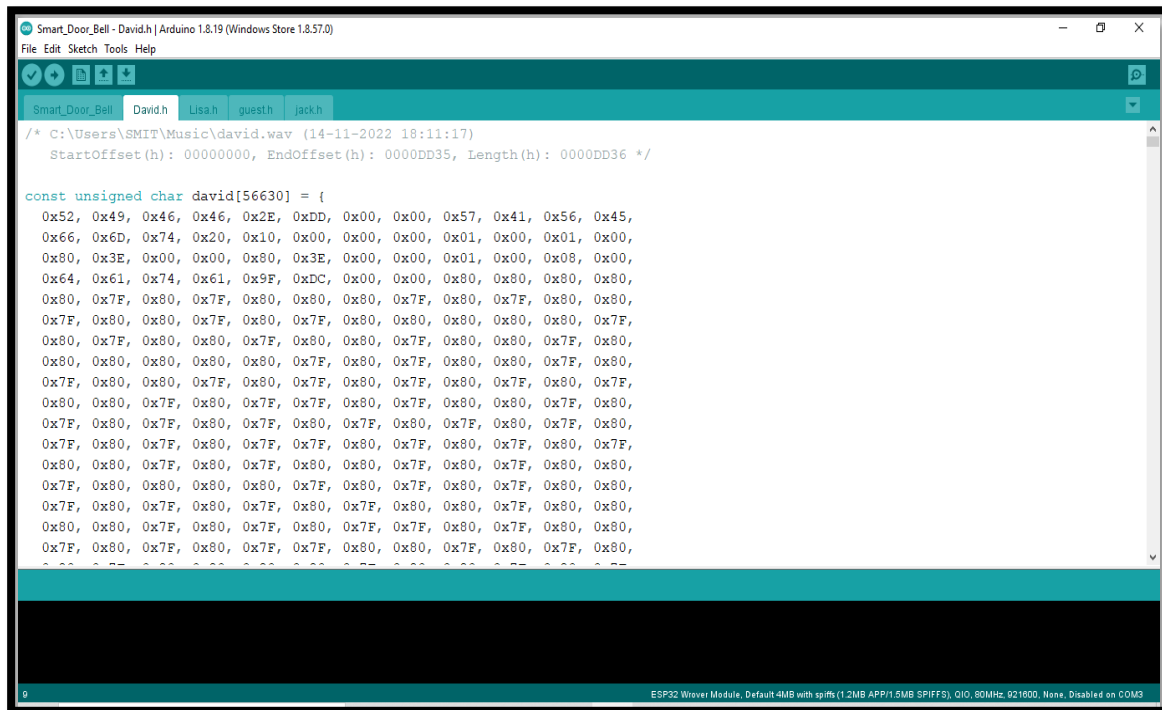 Smart_Door_Bell - David.h | Arduino 1.8.19 (Windows Store 1.8.57.0)
File Edit Sketch Tools Help
Smart_Door_Bell David.h Lisa.h guest.h jack.h
/* C:\Users\SMIT\Music\david.wav (14-11-2022 18:11:17)
StartOffset(h): 00000000, EndOffset(h): 0000DD35, Length(h): 0000DD36 */
const unsigned char david[56630] = {
0x52, 0x49, 0x46, 0x46, 0x2E, 0xDD, 0x00, 0x00, 0x57, 0x41, 0x56, 0x45,
0x66, 0x6D, 0x74, 0x20, 0x10, 0x00, 0x00, 0x00, 0x01, 0x00, 0x01, 0x00,
0x80, 0x3E, 0x00, 0x00, 0x80, 0x3E, 0x00, 0x00, 0x01, 0x00, 0x08, 0x00,
0x64, 0x61, 0x74, 0x61, 0x9F, 0xDC, 0x00, 0x00, 0x80, 0x80, 0x80, 0x80,
0x80, 0x7F, 0x80, 0x7F, 0x80, 0x80, 0x80, 0x7F, 0x80, 0x7F, 0x80, 0x80,
0x7F, 0x80, 0x80, 0x7F, 0x80, 0x7F, 0x80, 0x80, 0x80, 0x80, 0x80, 0x7F,
0x80, 0x7F, 0x80, 0x80, 0x7F, 0x80, 0x80, 0x7F, 0x80, 0x80, 0x7F, 0x80,
0x80, 0x80, 0x80, 0x80, 0x80, 0x7F, 0x80, 0x7F, 0x80, 0x80, 0x7F, 0x80,
0x7F, 0x80, 0x80, 0x7F, 0x80, 0x7F, 0x80, 0x7F, 0x80, 0x7F, 0x80, 0x7F,
0x80, 0x80, 0x7F, 0x80, 0x7F, 0x7F, 0x80, 0x7F, 0x80, 0x80, 0x7F, 0x80,
0x7F, 0x80, 0x7F, 0x80, 0x7F, 0x80, 0x7F, 0x80, 0x7F, 0x80, 0x7F, 0x80,
0x7F, 0x80, 0x7F, 0x80, 0x7F, 0x7F, 0x80, 0x7F, 0x80, 0x7F, 0x80, 0x7F,
0x80, 0x80, 0x7F, 0x80, 0x7F, 0x80, 0x80, 0x7F, 0x80, 0x7F, 0x80, 0x80,
0x7F, 0x80, 0x80, 0x80, 0x80, 0x7F, 0x80, 0x7F, 0x80, 0x7F, 0x80, 0x80,
0x7F, 0x80, 0x7F, 0x80, 0x7F, 0x80, 0x7F, 0x80, 0x80, 0x7F, 0x80, 0x80,
0x80, 0x80, 0x7F, 0x80, 0x7F, 0x80, 0x7F, 0x7F, 0x80, 0x7F, 0x80, 0x80,
0x7F, 0x80, 0x7F, 0x80, 0x7F, 0x7F, 0x80, 0x80, 0x7F, 0x80, 0x7F, 0x80,
9 ESP32 Wrover Module, Default 4MB with spiffs (1.2MB APP/1.5MB SPIFFS), QIO, 80MHz, 921600, None, Disabled on COM3